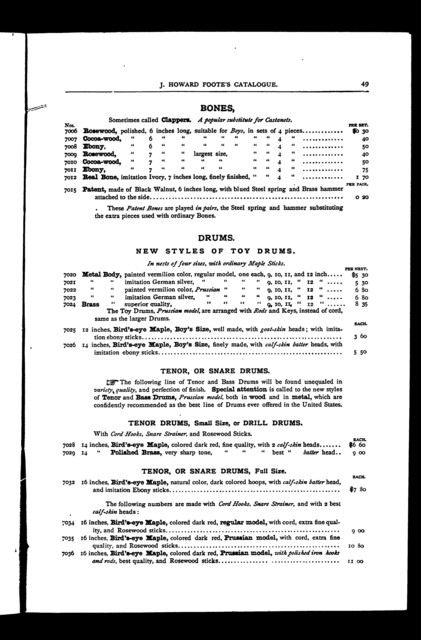 J. HOWARD FOOTE'S CATALOGUE. 49
BONES,
Sometimes called Clappers. A popular substitute for Castonets.
Nos. PER SET.
7006 Rosewood, polished, 6 inches long, suitable for Boys, in sets of 4 pieces............ $0 30
7007 Cocoa-wood, " 6 " " " " " " " 4 " ............. 40
7008 Ebony, " 6 " " " " " " " 4 " ............. 50
7009 Rosewood, " 7 " " largest size, " " 4 " ............. 40
7010 Cocoa-wood, " 7 " " " " " " 4 " ............. 50
7011 Ebony, " 7 " " " " " " 4 " ............. 75
7012 Real Bone, imitation Ivory, 7 inches long, finely finished, " " 4 " ............. 1 70
PER PAIR.
7015 Patent, made of Black Walnut, 6 inches long, with blued Steel spring and Brass hammer
attached to the side.......................................................... 0 20
These Patent Bones are played in pairs, the Steel spring and hammer substituting
the extra pieces used with ordinary Bones.
DRUMS.
NEW STYLES OF TOY DRUMS.
In nests of four sizes, with ordinary Maple Sticks.
PER NEST.
7020 Metal Body, painted vermilion color, regular model, one each, 9, 10, 11, and 12 inch..... $5 30
7021 " " imitation German silver, " " " " 9, 10, 11, " 12 " ..... 5 30
7022 " " painted vermilion color, Prussian " " " 9, 10, 11, " 12 " ..... 6 80
7023 " " imitation German silver, " " " " 9, 10, 11, " 12 " ..... 6 80
7024 Brass " superior quality, " " " " 9, 10, 11, " 12 " ...... 8 35
The Toy Drums, Prussian model, are arranged with Rods and Keys, instead of cord,
same as the larger Drums.
EACH.
7025 12 inches, Bird's-eye Maple, Boy's Size, well made, with goat-skin heads; with imita-
tion ebony sticks............................................................ 3 60
7026 14 inches, Bird's-eye Maple, Boy's Size, finely made, with calf-skin batter heads, with
imitation ebony sticks....................................................... 5 50
TENOR, OR SNARE DRUMS.
☞ The following line of Tenor and Bass Drums will be found unequaled in
variety, quality, and perfection of finish. Special attention is called to the new styles
of Tenor and Bass Drums, Prussian model, both in wood and in metal, which are
confidently recommended as the best line of Drums ever offered in the United States.
TENOR DRUMS, Small Size, or DRILL DRUMS.
With Cord Hooks, Snare Strainer, and Rosewood Sticks.
EACH.
7028 14 inches, Bird's-eye Maple, colored dark red, fine quality, with 2 calf-skin heads....... $6 60
7029 14 " Polished Brass, very sharp tone, " " " best " batter head.. 9 00
TENOR, OR SNARE DRUMS, Full Size.
EACH.
7032 16 inches, Bird's-eye Maple, natural color, dark colored hoops, with calf-skin batter head,
and imitation Ebony sticks................................................... $7 80
The following numbers are made with Cord Hooks, Snare Strainer, and with 2 best
calf-skin heads:
7034 16 inches, Bird's-eye Maple, colored dark red, regular model, with cord, extra fine qual-
ity, and Rosewood sticks..................................................... 9 00
7035 16 inches, Bird's-eye Maple, colored dark red, Prussian model, with cord, extra fine
quality, and Rosewood sticks................................................. 10 80
7036 16 inches, Bird's-eye Maple, colored dark red, Prussian model, with polished iron hooks
and rods, best quality, and Rosewood sticks.................................. 11 00